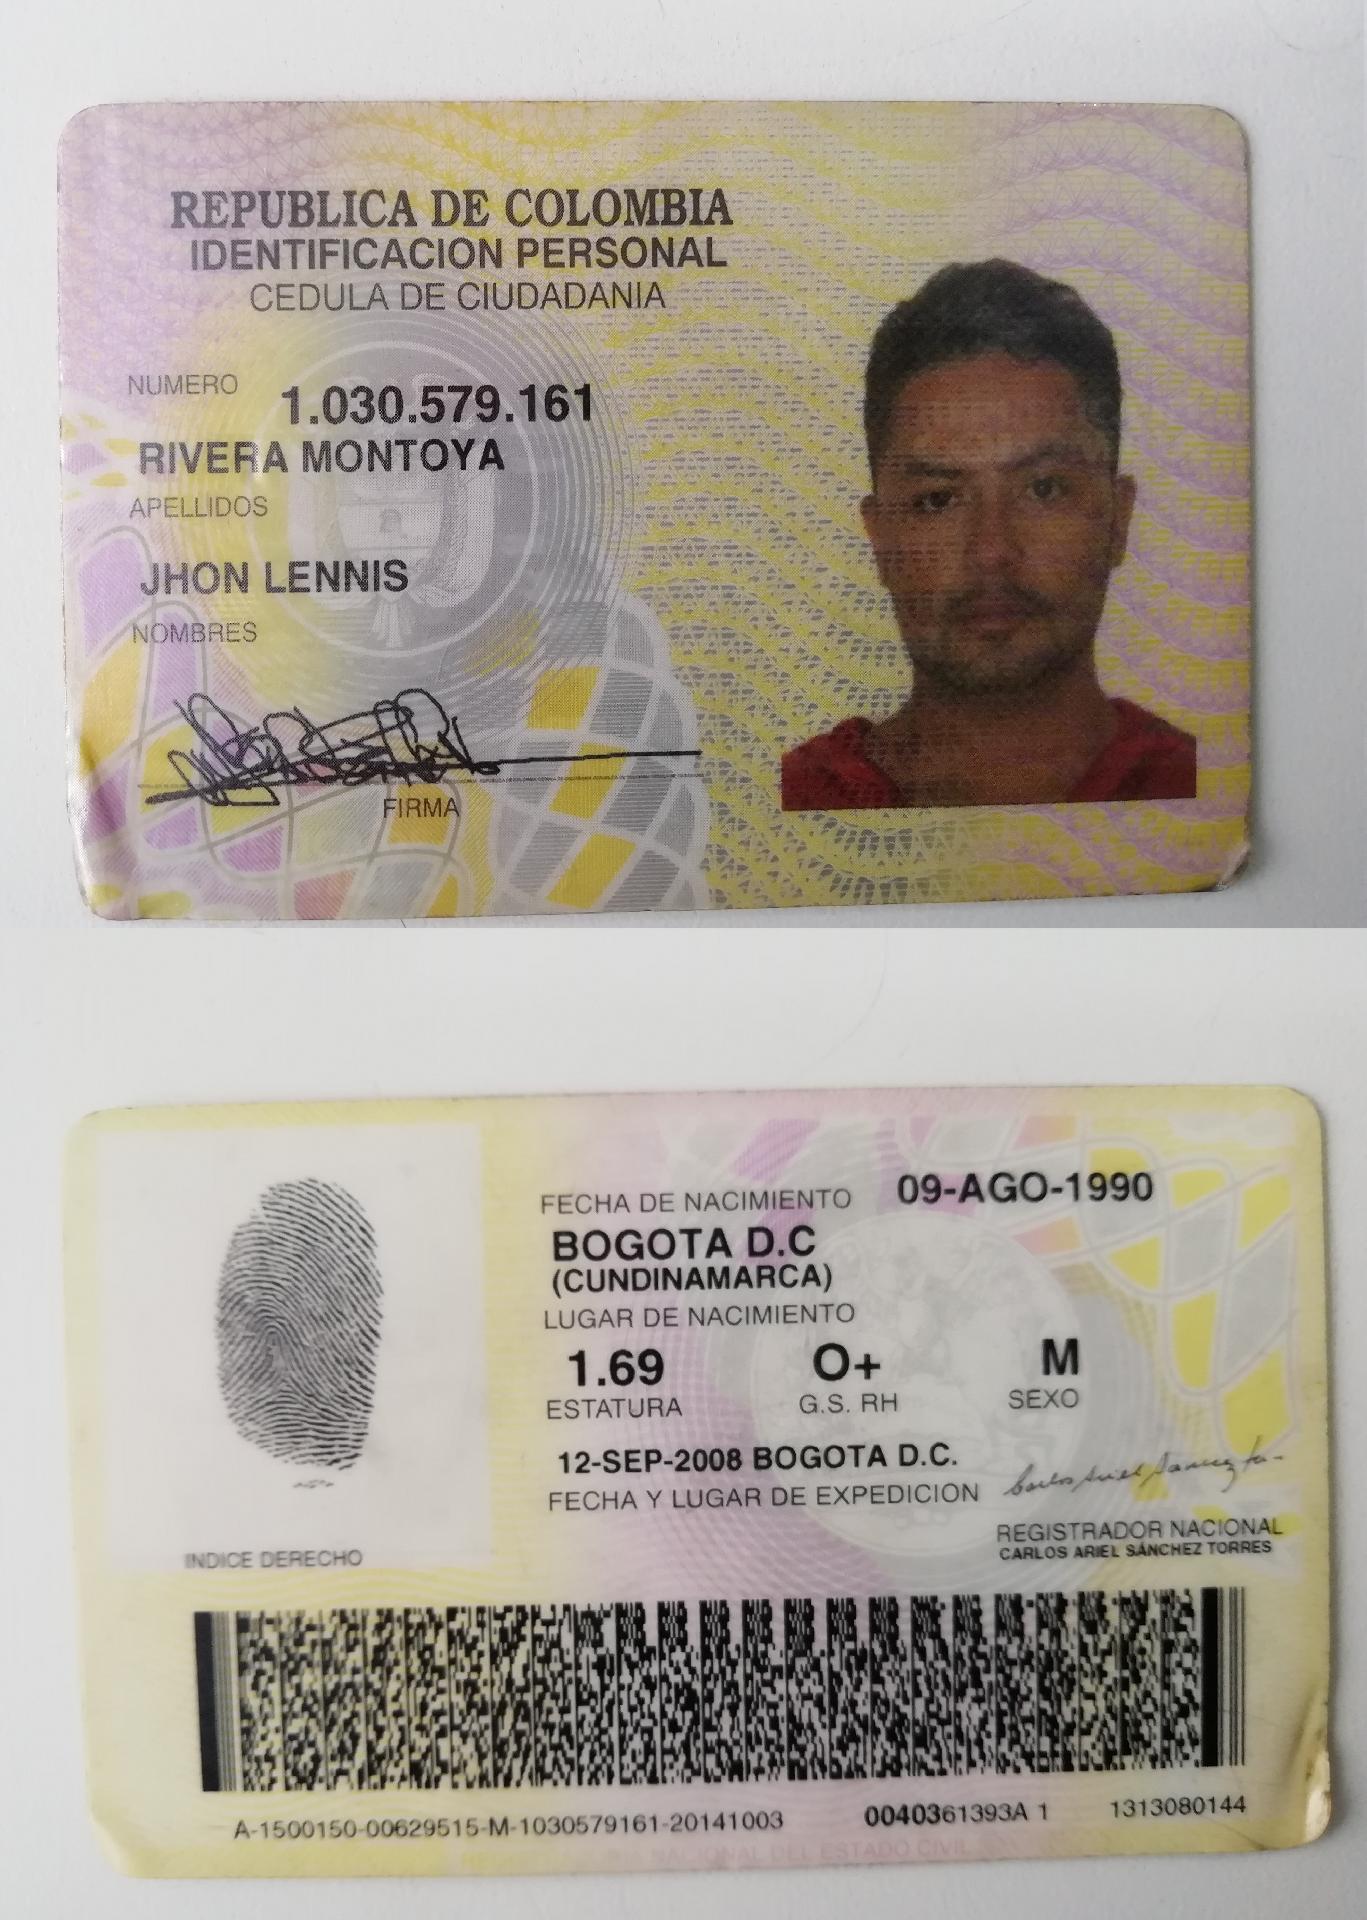 REPUBLICA DE COLOMBIA
IDENTIFICACION PERSONAL
CEDULA DE CIUDADANIA
NUMERO 1.030.579.161
RIVERA MONTOYA
APELLIDOS
JHON LENNIS
NOMBRES
FIRMA
FECHA DE NACIMIENTO 09-AGO-1990
BOGOTA D.C
(CUNDINAMARCA)
LUGAR DE NACIMIENTO
1.69 O+ M
ESTATURA G.S. RH SEXO
12-SEP-2008 BOGOTA D.C.
FECHA Y LUGAR DE EXPEDICION
REGISTRADOR NACIONAL
CARLOS ARIEL SÁNCHEZ TORRES
INDICE DERECHO
A-1500150-00629515-M-1030579161-20141003 0040361393A 1 1313080144
NACIONAL DEL ESTADO CIVIL